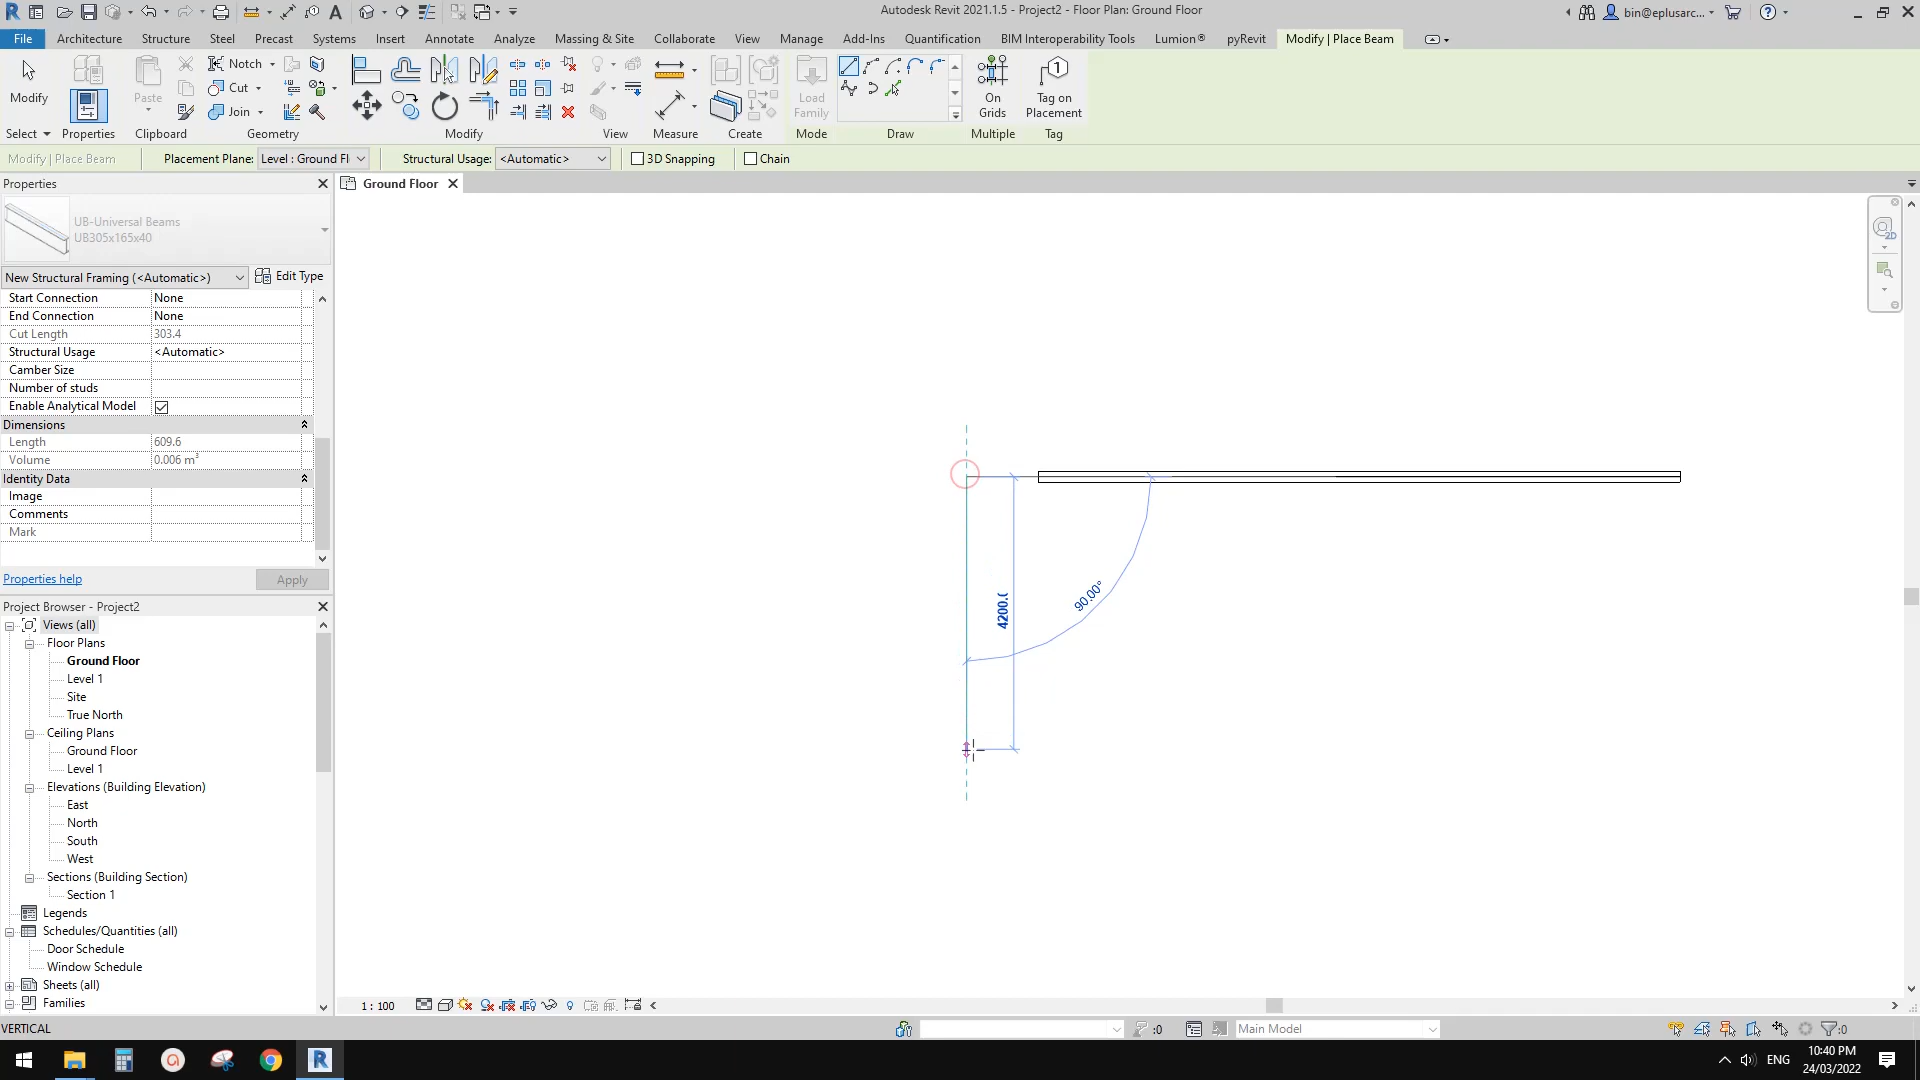 Autodesk Revit 2021.1.5 - Project2 - Floor Plan: Ground Floor
bin@eplusarc...
File Architecture Structure Steel Precast Systems Insert Annotate Analyze Massing & Site Collaborate View Manage Add-Ins Quantification BIM Interoperability Tools Lumion® pyRevit Modify | Place Beam
Modify
Select
Properties
Paste
Clipboard
Notch
Cut
Join
Geometry
Modify
View
Measure
Create
Load
Family
Mode
Draw
On
Grids
Multiple
Tag on
Placement
Tag
Modify | Place Beam Placement Plane: Level : Ground Fl Structural Usage: <Automatic> 3D Snapping Chain
Properties
Ground Floor
UB-Universal Beams
UB305x165x40
New Structural Framing (<Automatic>) Edit Type
Start Connection None
End Connection None
Cut Length 303.4
Structural Usage <Automatic>
Camber Size
Number of studs
Enable Analytical Model
Dimensions
Length 609.6
Volume 0.006 m³
Identity Data
Image
Comments
Mark
Properties help Apply
Project Browser - Project2
Views (all)
Floor Plans
Ground Floor
Level 1
Site
True North
Ceiling Plans
Ground Floor
Level 1
Elevations (Building Elevation)
East
North
South
West
Sections (Building Section)
Section 1
Legends
Schedules/Quantities (all)
Door Schedule
Window Schedule
Sheets (all)
Families
2D
4200.(
90.00°
1 : 100
VERTICAL
:0
Main Model
:0
ENG
10:40 PM
24/03/2022